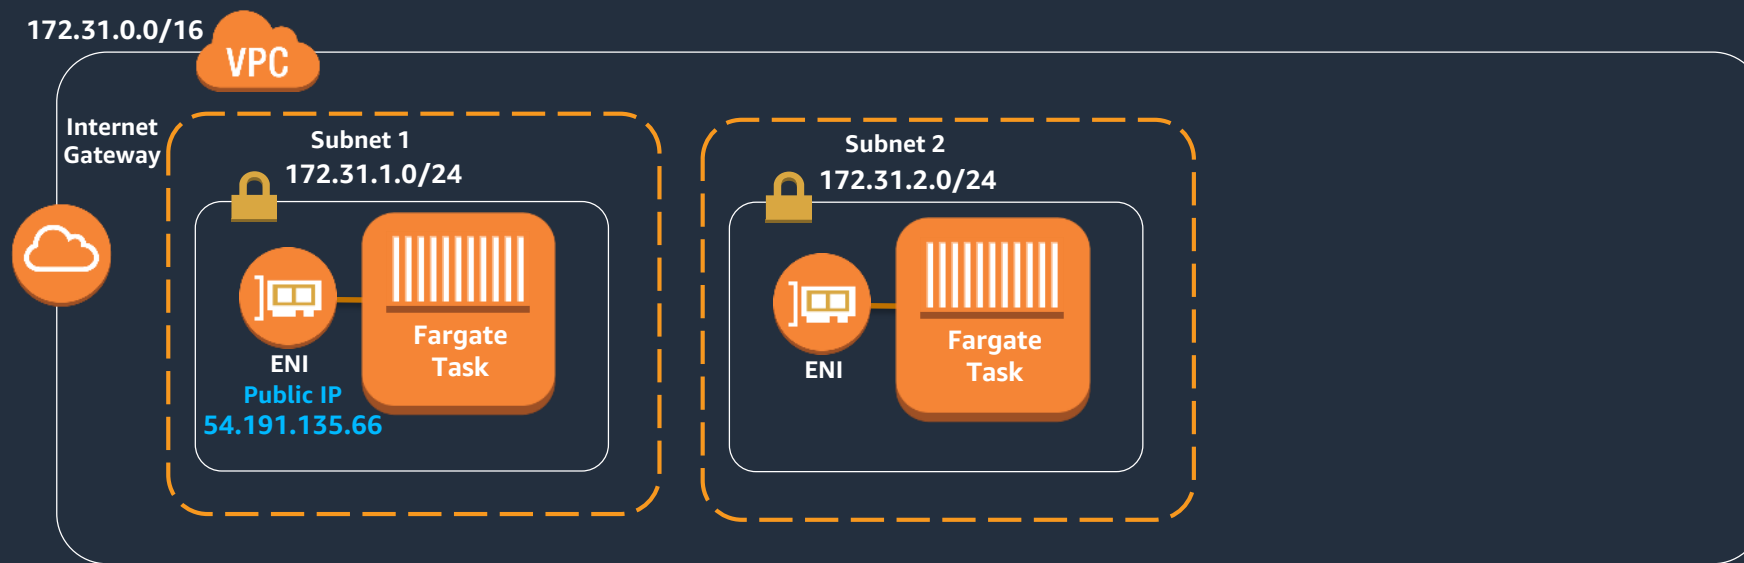 172.31.0.0/16
VPC
Internet
Gateway
Subnet 1
172.31.1.0/24
ENI
Public IP
54.191.135.66
Fargate
Task
Subnet 2
172.31.2.0/24
ENI
Fargate
Task